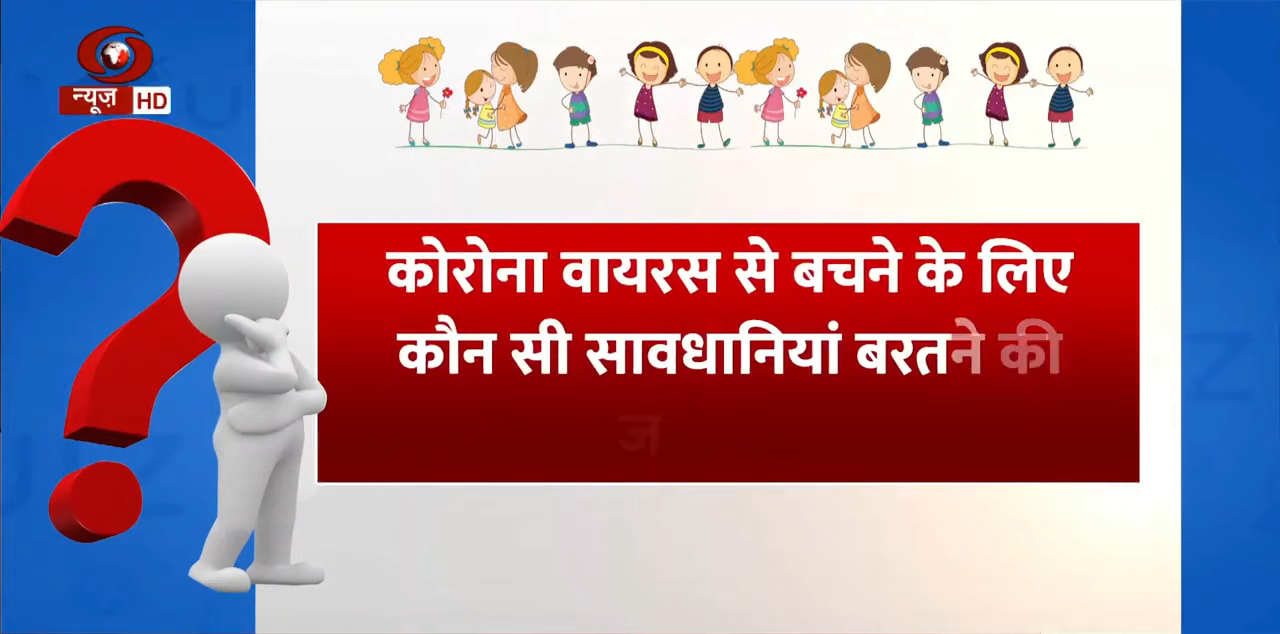 न्यूज़ HD
कोरोना वायरस से बचने के लिए
कौन सी सावधानियां बरतने की
ज